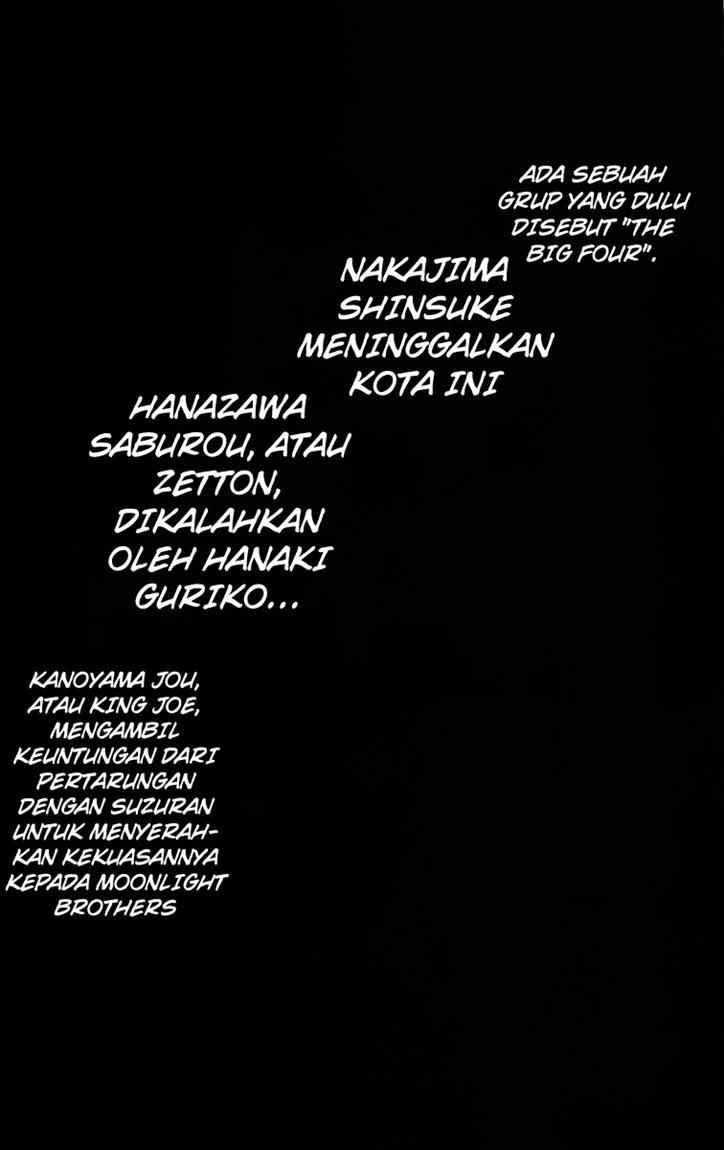 ADA SEBUAH
GRUP YANG DULU
DISEBUT "THE
BIG FOUR".
NAKAJIMA
SHINSUKE
MENINGGALKAN
KOTA INI
HANAZAWA
SABUROU, ATAU
ZETTON,
DIKALAHKAN
OLEH HANAKI
GURIKO...
KANOYAMA JOU,
ATAU KING JOE,
MENGAMBIL
KEUNTUNGAN DARI
PERTARUNGAN
DENGAN SUZURAN
UNTUK MENYERAH-
KAN KEKUASANNYA
KEPADA MOONLIGHT
BROTHERS